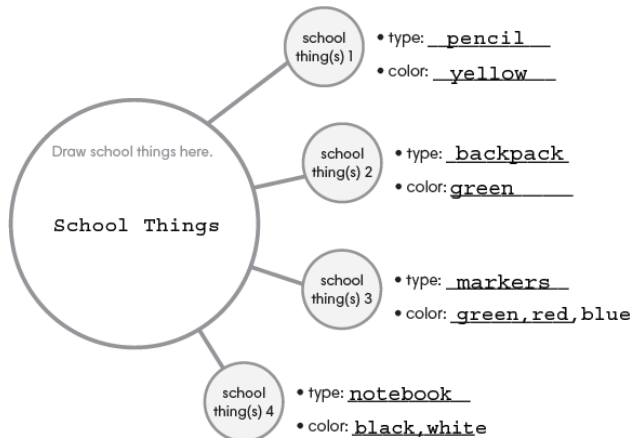 school
thing(s) 1
• type: pencil
• color: yellow
Draw school things here.
School Things
school
thing(s) 2
• type: backpack
• color: green
school
thing(s) 3
• type: markers
• color: green,red,blue
school
thing(s) 4
• type: notebook
• color: black,white